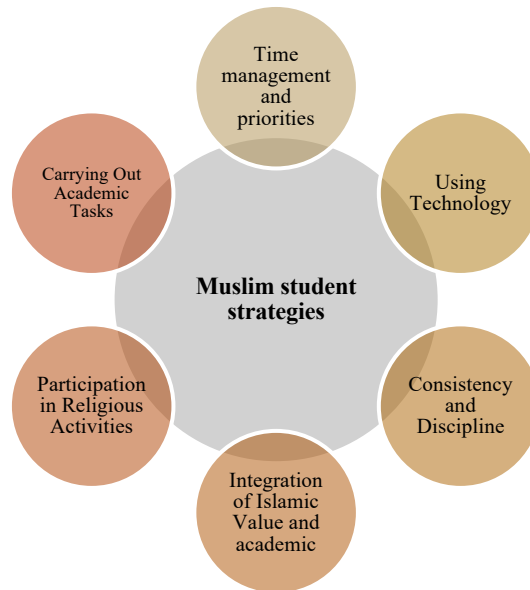 Time
management
and
priorities
Carrying Out
Academic
Tasks
Using
Technology
Muslim student
strategies
Participation
in Religious
Activities
Consistency
and
Discipline
Integration
of Islamic
Value and
academic